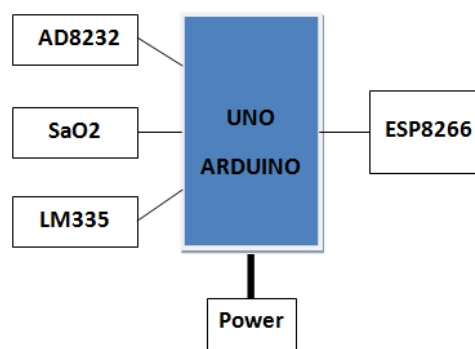 AD8232
SaO2
LM335
UNO
ARDUINO
ESP8266
Power